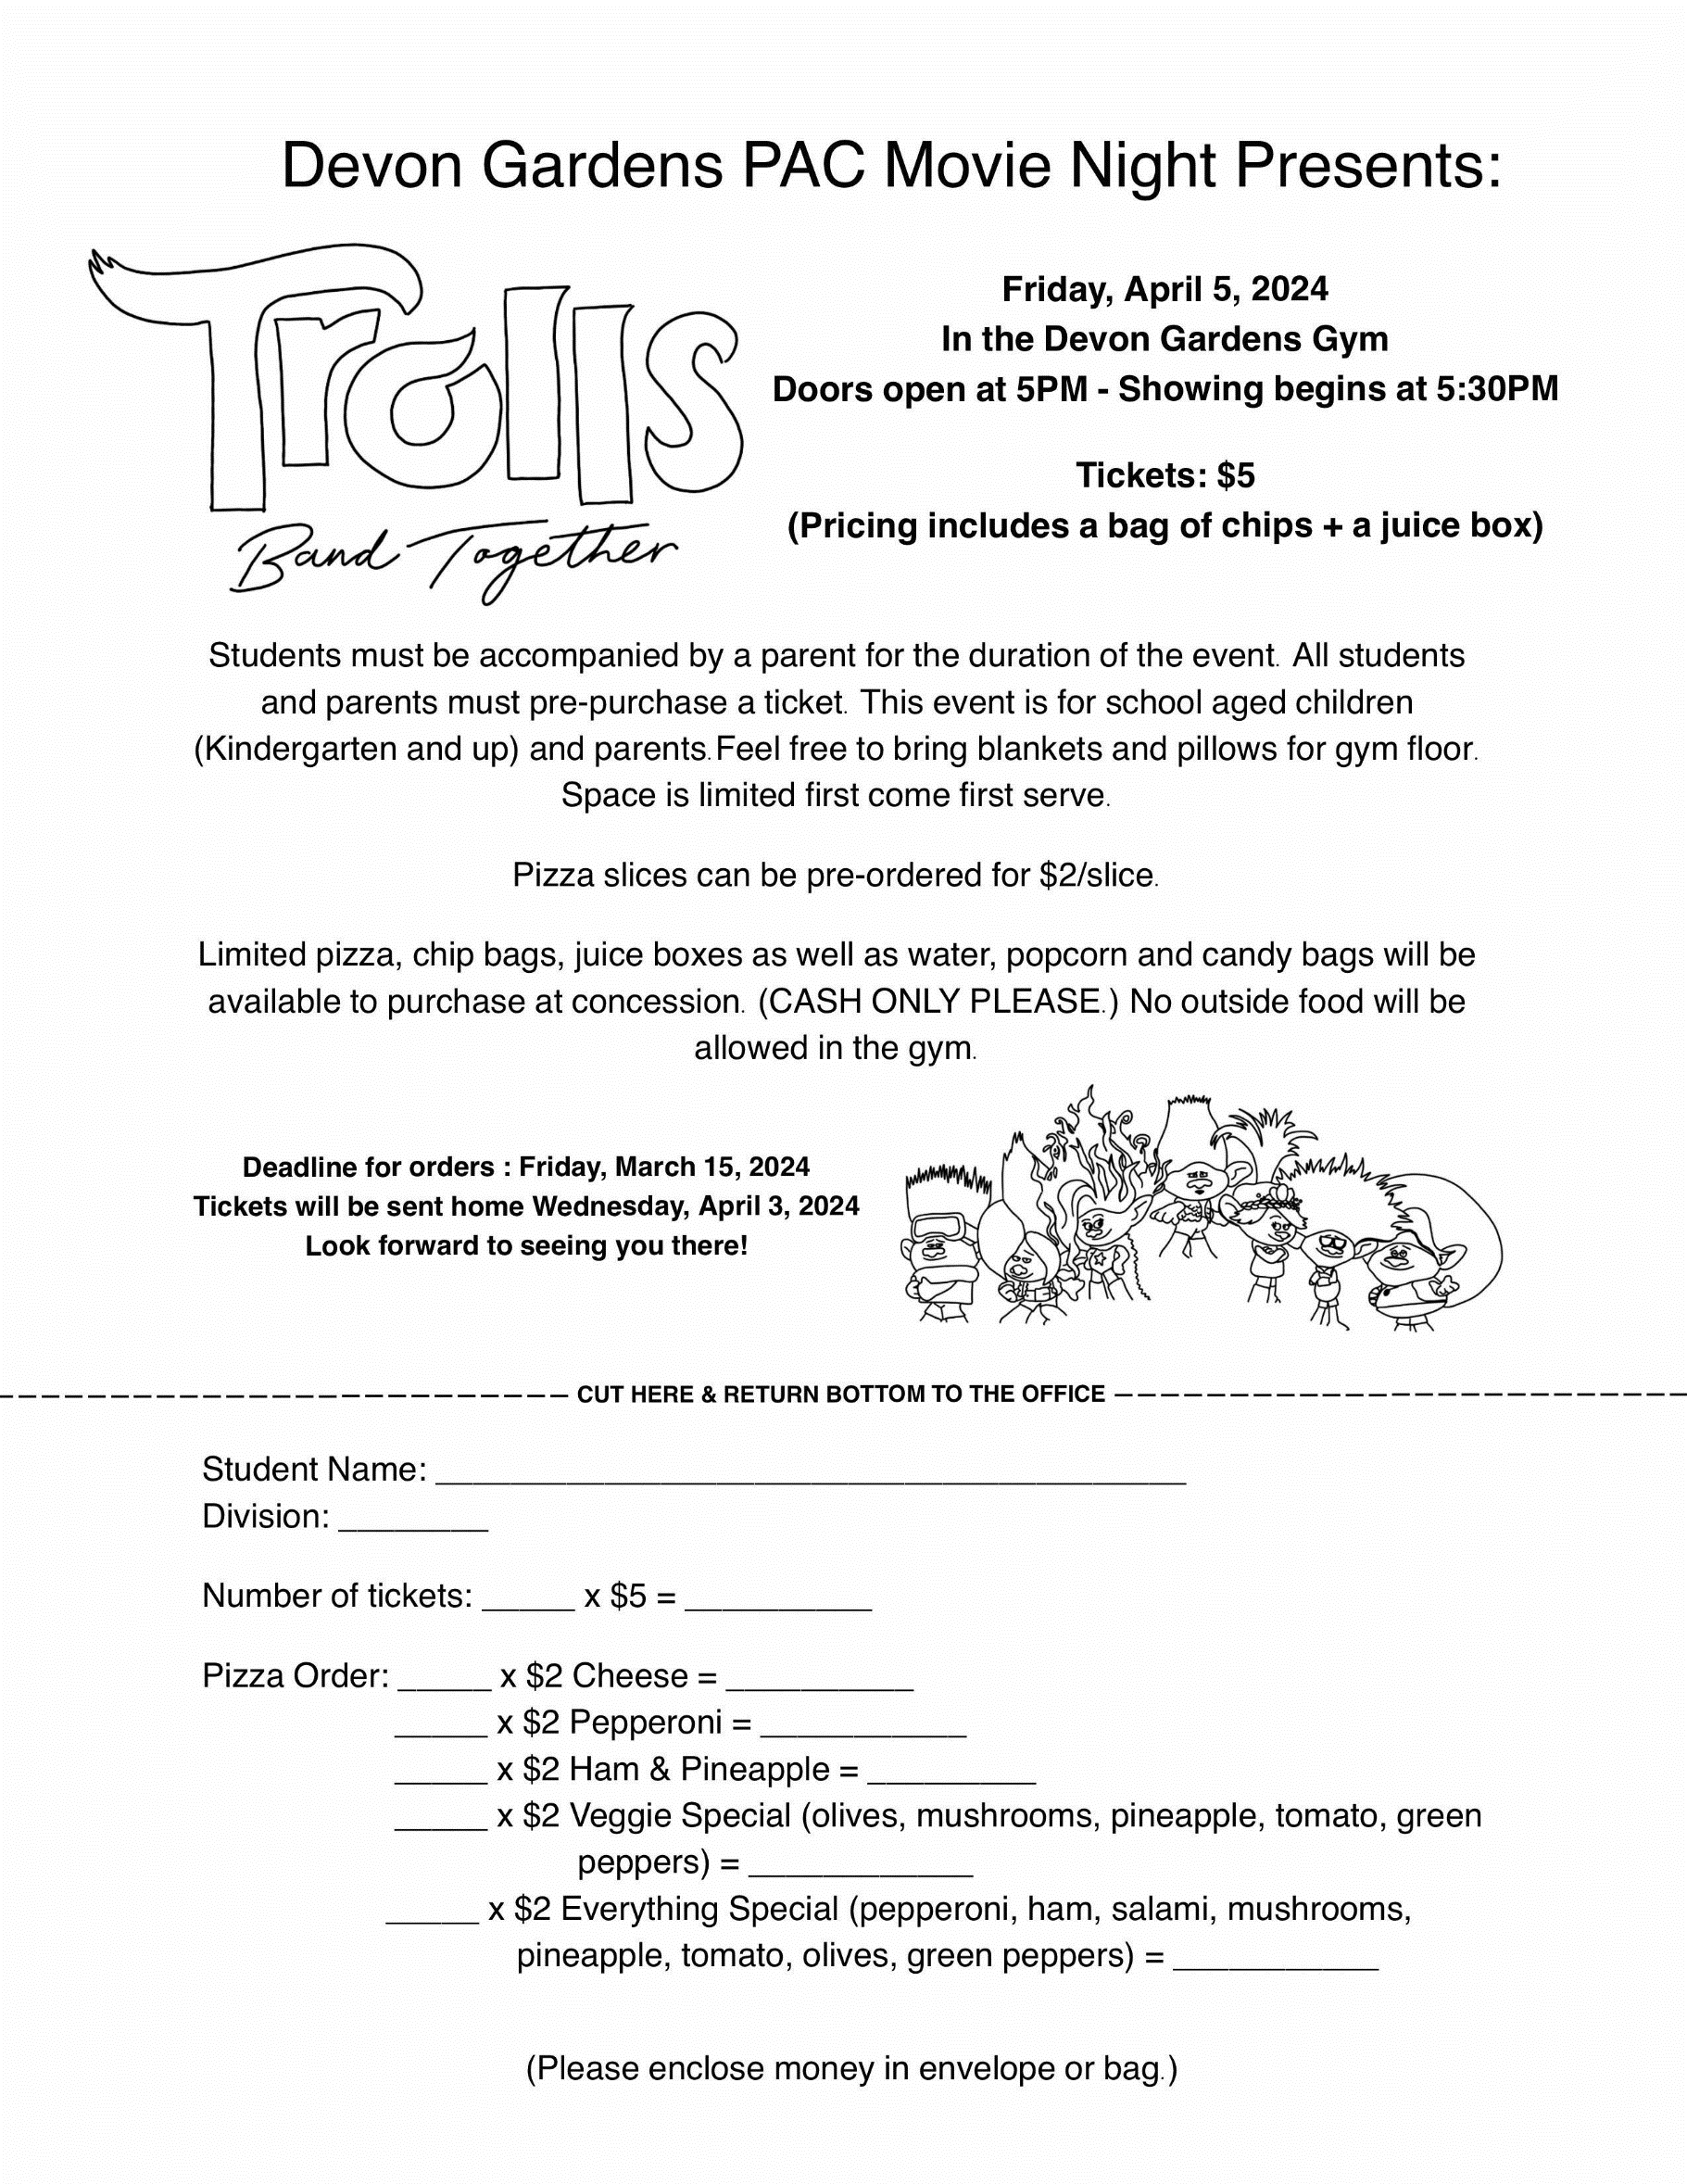 Devon Gardens PAC Movie Night Presents:
Trolls
Band Together
Friday, April 5, 2024
In the Devon Gardens Gym
Doors open at 5PM - Showing begins at 5:30PM
Tickets: $5
(Pricing includes a bag of chips + a juice box)
Students must be accompanied by a parent for the duration of the event. All students
and parents must pre-purchase a ticket. This event is for school aged children
(Kindergarten and up) and parents.Feel free to bring blankets and pillows for gym floor.
Space is limited first come first serve.
Pizza slices can be pre-ordered for $2/slice.
Limited pizza, chip bags, juice boxes as well as water, popcorn and candy bags will be
available to purchase at concession. (CASH ONLY PLEASE.) No outside food will be
allowed in the gym.
Deadline for orders : Friday, March 15, 2024
Tickets will be sent home Wednesday, April 3, 2024
Look forward to seeing you there!
CUT HERE & RETURN BOTTOM TO THE OFFICE
Student Name: ________________________________________
Division: ________
Number of tickets: _____ x $5 = __________
Pizza Order: _____ x $2 Cheese = __________
_____ x $2 Pepperoni = ___________
_____ x $2 Ham & Pineapple = _________
_____ x $2 Veggie Special (olives, mushrooms, pineapple, tomato, green
peppers) = ____________
_____ x $2 Everything Special (pepperoni, ham, salami, mushrooms,
pineapple, tomato, olives, green peppers) = ___________
(Please enclose money in envelope or bag.)